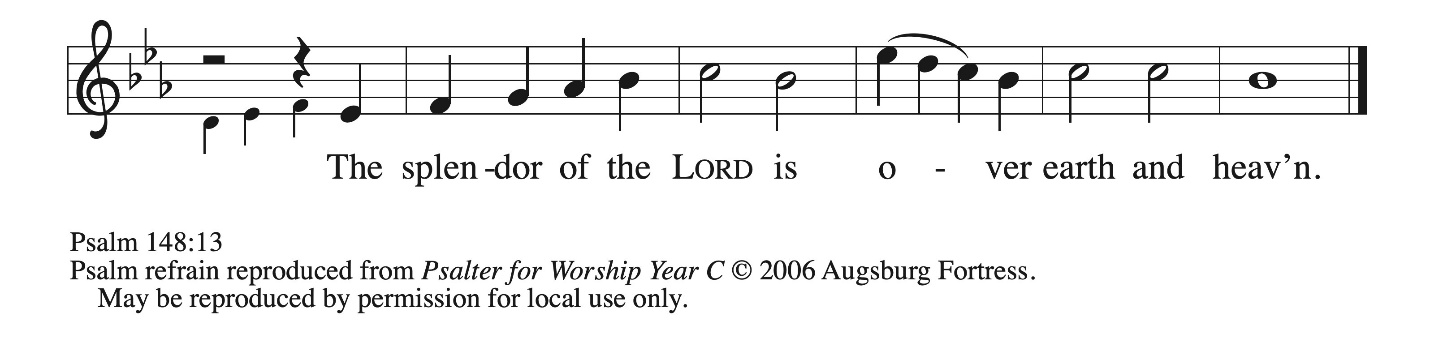 The splen -dor of the LORD is o - ver earth and heav’n.
Psalm 148:13
Psalm refrain reproduced from Psalter for Worship Year C © 2006 Augsburg Fortress.
May be reproduced by permission for local use only.